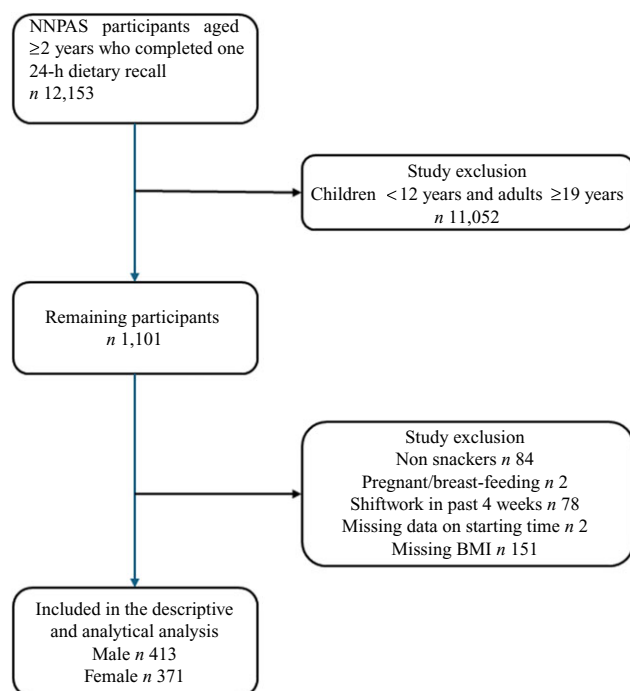 NNPAS participants aged
≥2 years who completed one
24-h dietary recall
n 12,153
Study exclusion
Children <12 years and adults ≥19 years
n 11,052
Remaining participants
n 1,101
Study exclusion
Non snackers n 84
Pregnant/breast-feeding n 2
Shiftwork in past 4 weeks n 78
Missing data on starting time n 2
Missing BMI n 151
Included in the descriptive
and analytical analysis
Male n 413
Female n 371